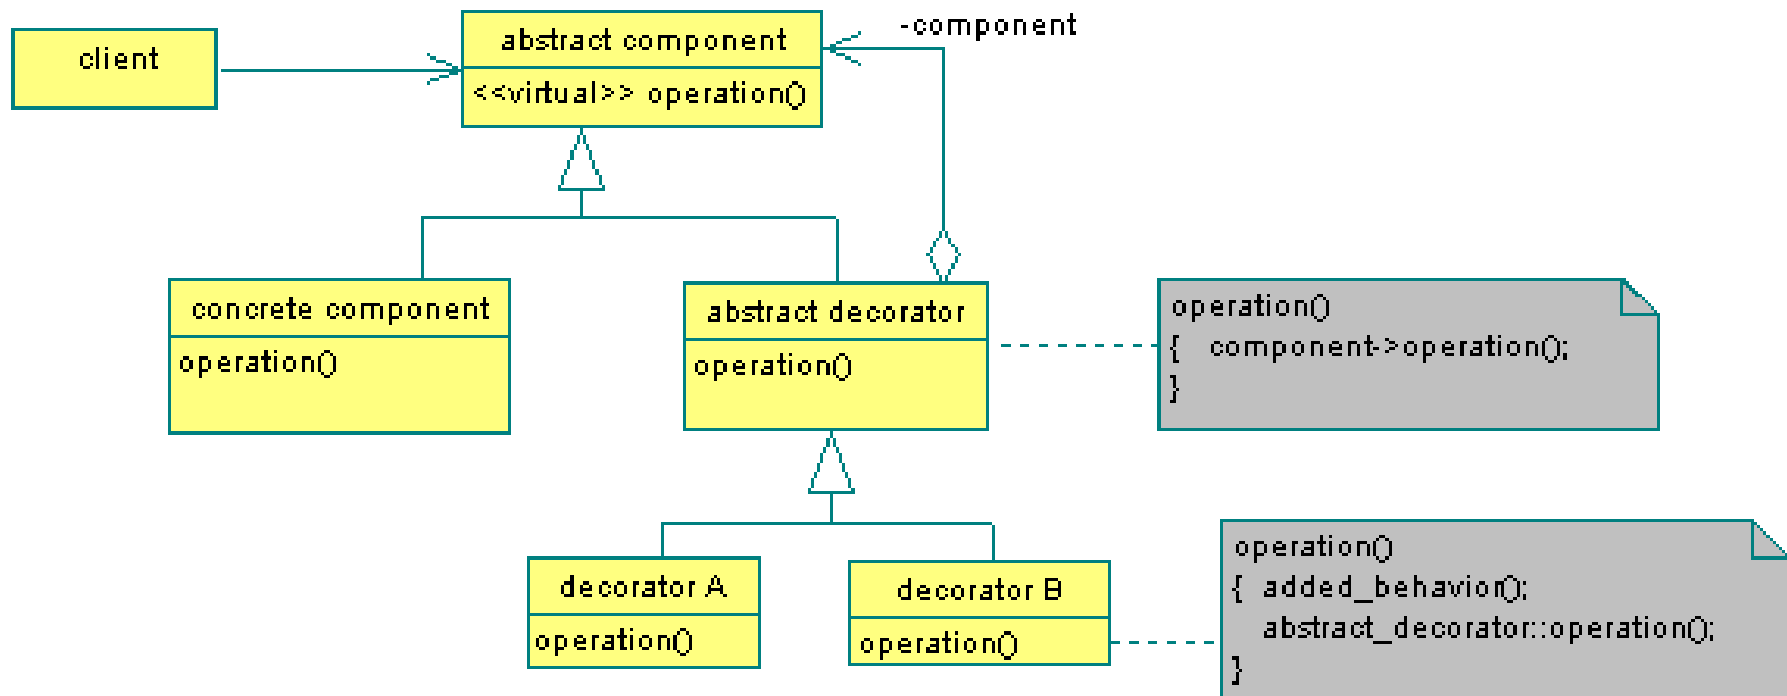 client
abstract component
<<virtual>> operation()
-component
concrete component
operation()
abstract decorator
operation()
operation()
{ component->operation();
}
decorator A
operation()
decorator B
operation()
operation()
{ added_behavior();
abstract_decorator::operation();
}